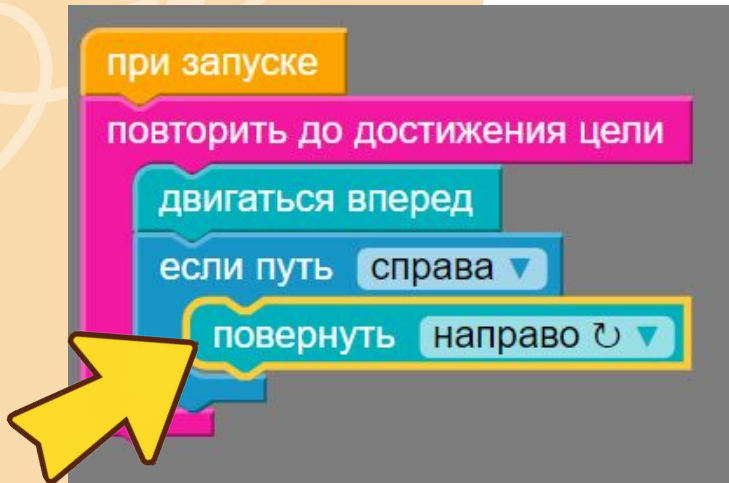 при запуске
повторить до достижения цели
двигаться вперед
если путь справа ▼
повернуть направо ↻ ▼